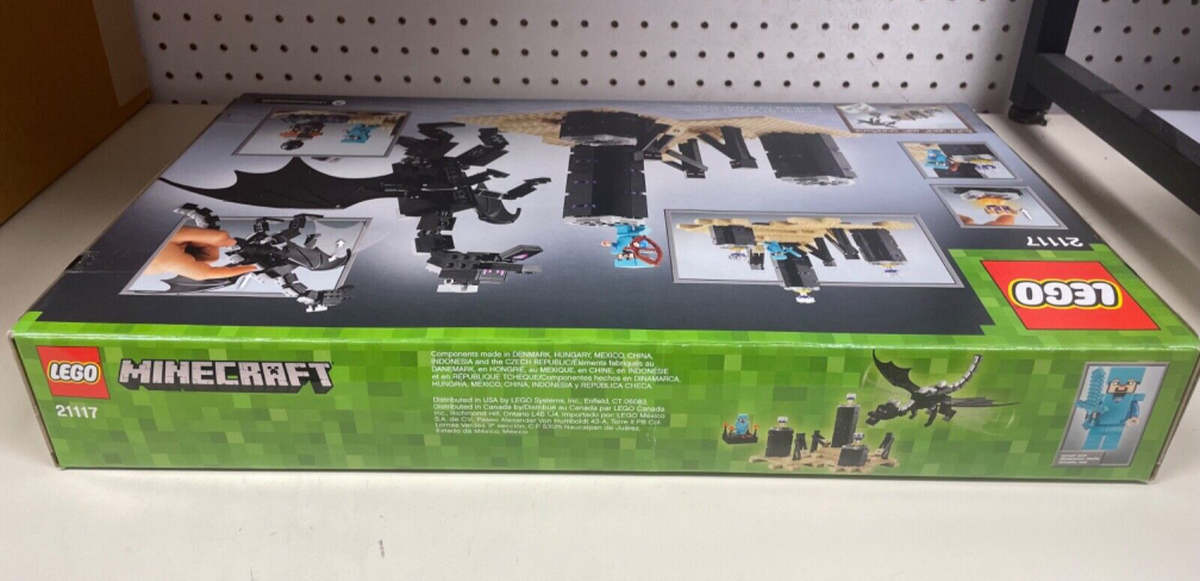 21117
LEGO
LEGO
MINECRAFT
21117
Components made in DENMARK, HUNGARY, MEXICO, CHINA,
INDONESIA and the CZECH REPUBLIC/Éléments fabriqués au
DANEMARK, en HONGRIE, au MEXIQUE, en CHINE, en INDONÉSIE
et en RÉPUBLIQUE TCHÈQUE/Componentes hechos en DINAMARCA,
HUNGRÍA, MÉXICO, CHINA, INDONESIA y REPÚBLICA CHECA.
Distributed in USA by LEGO Systems, Inc., Enfield, CT 06083.
Distributed in Canada by/Distribué au Canada par LEGO Canada
Inc., Richmond Hill, Ontario L4B 1J4. Importado por: LEGO México
S.A. de C.V. Paseo Alexander Von Humboldt 43-A, Torre II PB Col.
Lomas Verdes 3ª sección, C.P. 53125 Naucalpan de Juárez,
Estado de México, México